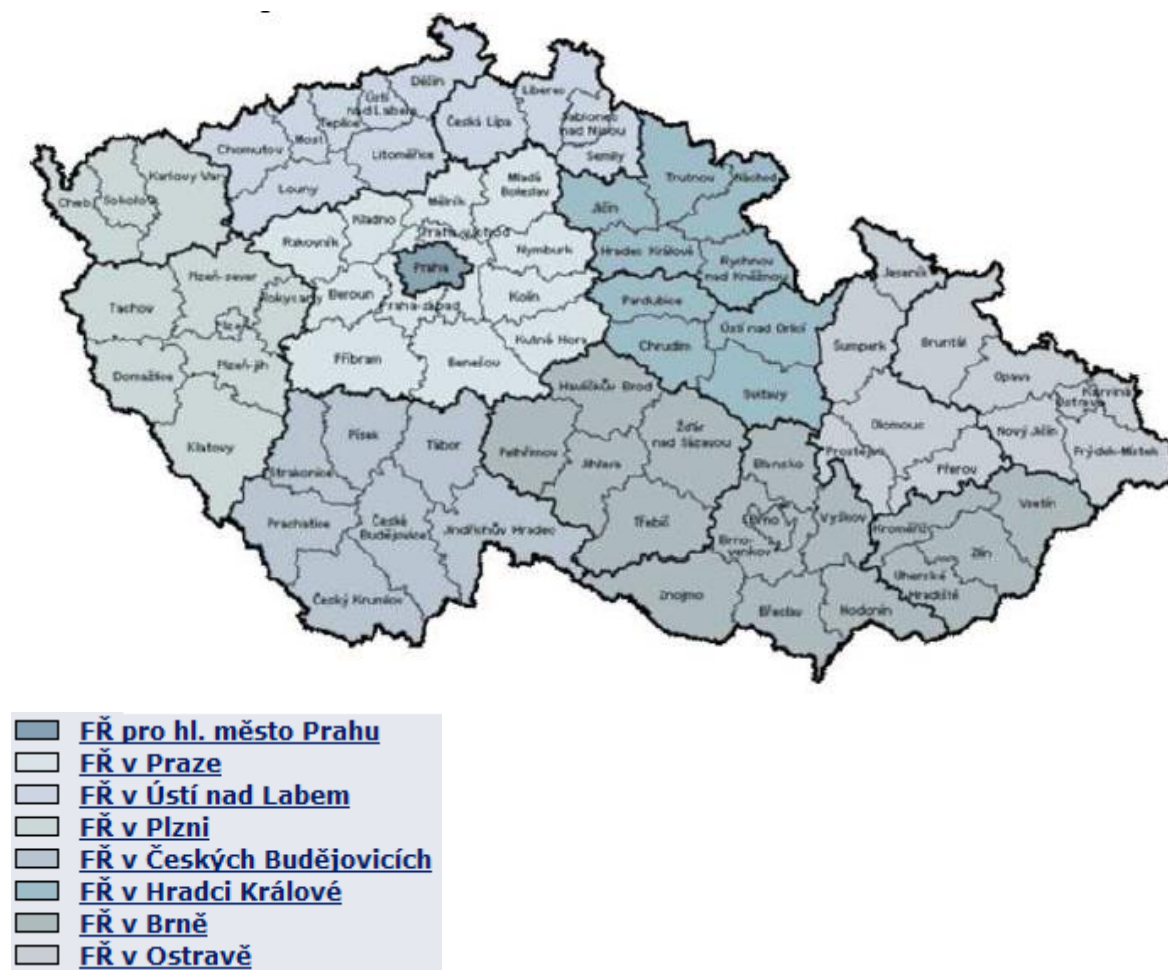 Děčín
Liberec
Ústí
nad Labem
Teplice
Česká Lípa
Jablonec
nad Nisou
Most
Chomutov
Litoměřice
Semily
Karlovy Vary
Louny
Mladá
Boleslav
Trutnov
Náchod
Cheb
Sokolov
Mělník
Jičín
Kladno
Rakovník
Praha-východ
Nymburk
Hradec Králové
Rychnov
nad Kněžnou
Praha
Plzeň-sever
Jeseník
Rokycany
Beroun
Kolín
Tachov
Praha-západ
Pardubice
Plzeň
Ústí nad Orlicí
Kutná Hora
Chrudim
Šumperk
Bruntál
Příbram
Benešov
Plzeň-jih
Domažlice
Opava
Havlíčkův Brod
Svitavy
Karviná
Ostrava
Klatovy
Písek
Tábor
Žďár
nad Sázavou
Olomouc
Nový Jičín
Pelhřimov
Jihlava
Prostějov
Frýdek-Místek
Strakonice
Blansko
Přerov
Vsetín
Prachatice
České
Budějovice
Jindřichův Hradec
Třebíč
Brno
Vyškov
Kroměříž
Brno-
venkov
Zlín
Uherské
Hradiště
Český Krumlov
Znojmo
Břeclav
Hodonín
FŘ pro hl. město Prahu
FŘ v Praze
FŘ v Ústí nad Labem
FŘ v Plzni
FŘ v Českých Budějovicích
FŘ v Hradci Králové
FŘ v Brně
FŘ v Ostravě